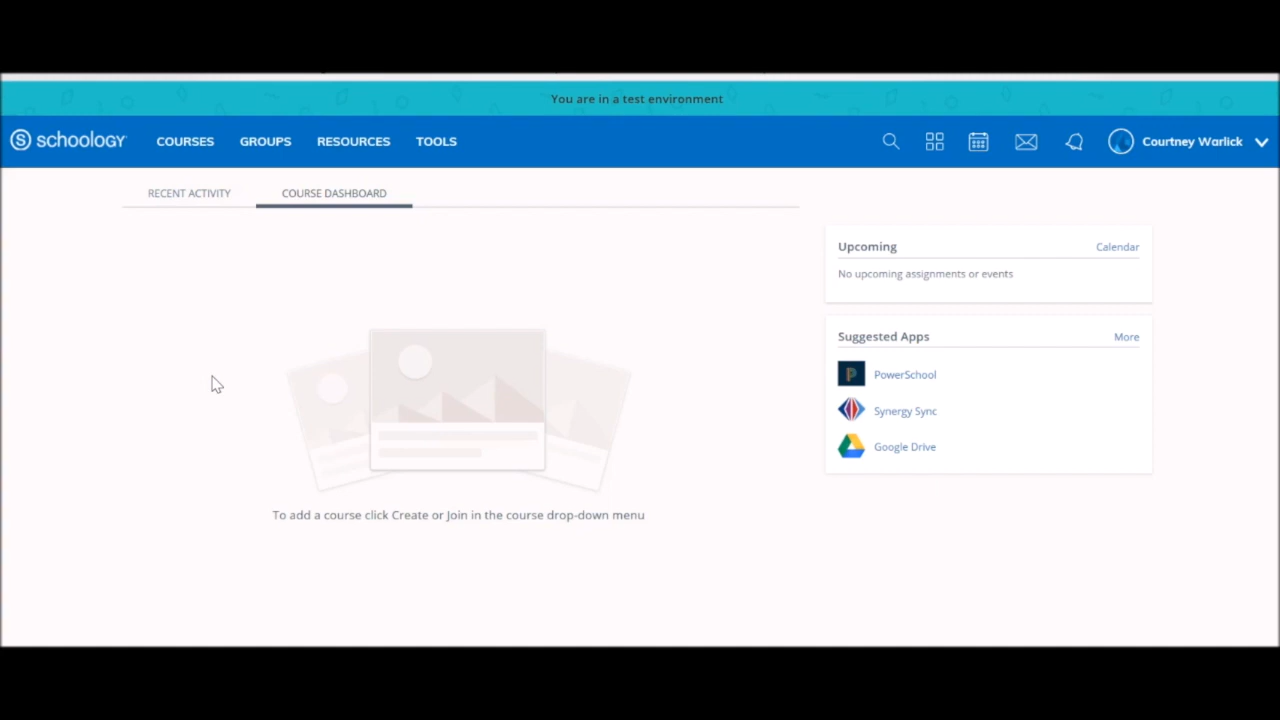 You are in a test environment
schoology COURSES GROUPS RESOURCES TOOLS Courtney Warlick
RECENT ACTIVITY COURSE DASHBOARD
Upcoming Calendar
No upcoming assignments or events
Suggested Apps More
PowerSchool
Synergy Sync
Google Drive
To add a course click Create or Join in the course drop-down menu